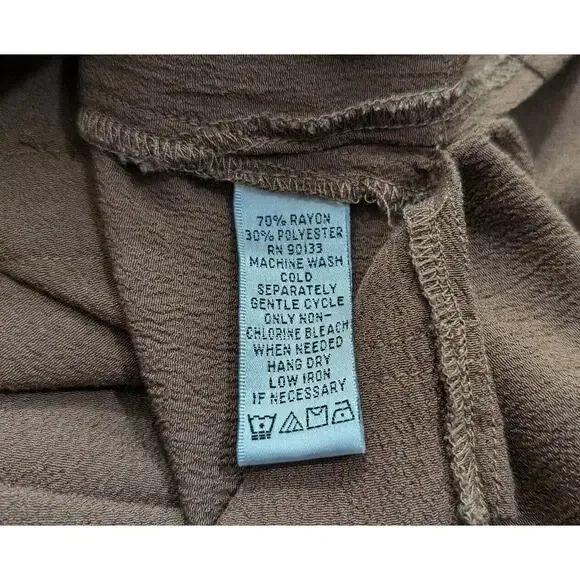 70% RAYON
30% POLYESTER
RN 90133
MACHINE WASH
COLD
SEPARATELY
GENTLE CYCLE
ONLY NON-
CHLORINE BLEACH
WHEN NEEDED
HANG DRY
LOW IRON
IF NECESSARY